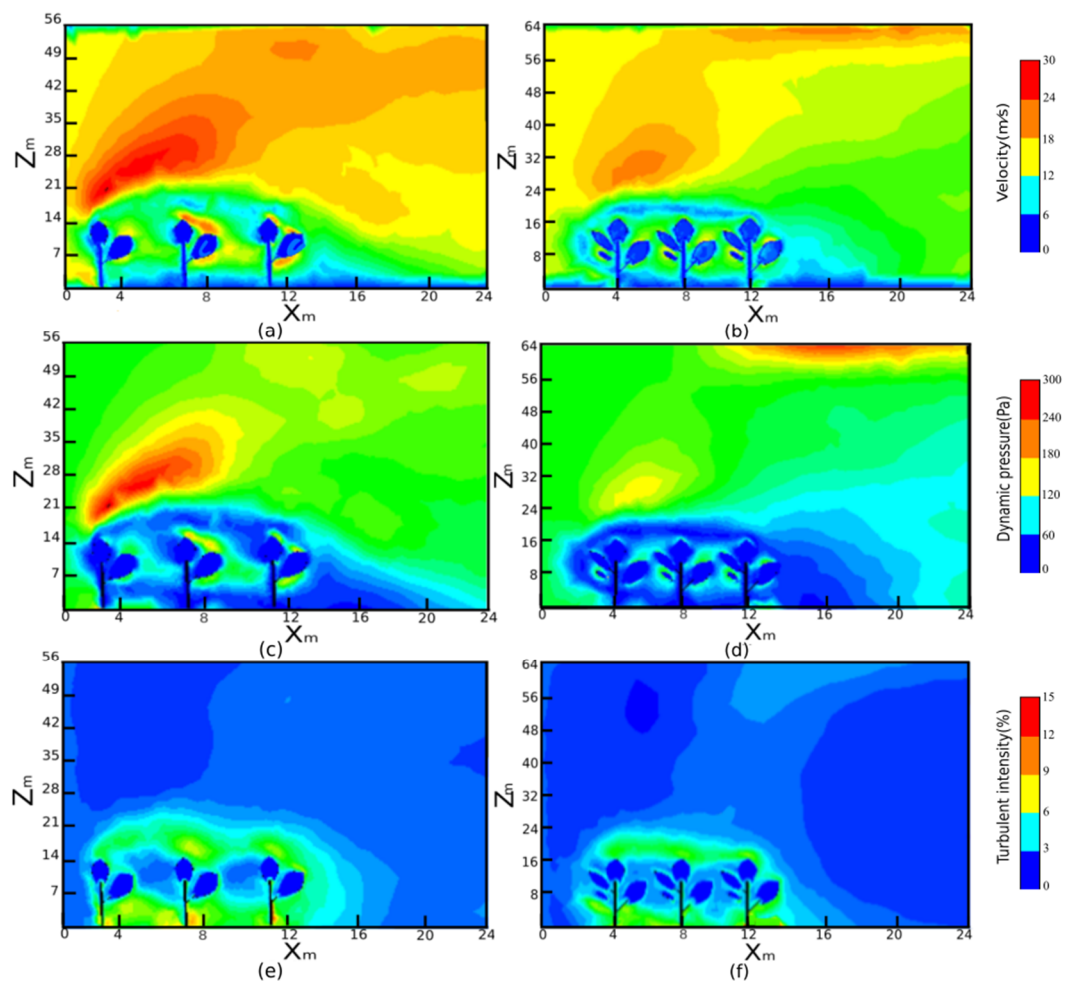 56
49
42
35
28
21
14
7
Zm
0 4 8 12 16 20 24
Xm
(a)
64
56
48
40
32
24
16
8
Zm
0 4 8 12 16 20 24
Xm
(b)
30
24
18
12
6
0
Velocity(m/s)
56
49
42
35
28
21
14
7
Zm
0 4 8 12 16 20 24
Xm
(c)
64
56
48
40
32
24
16
8
Zm
0 4 8 12 16 20 24
Xm
(d)
300
240
180
120
60
0
Dynamic pressure(Pa)
56
49
42
35
28
21
14
7
Zm
0 4 8 12 16 20 24
Xm
(e)
64
56
48
40
32
24
16
8
Zm
0 4 8 12 16 20 24
Xm
(f)
15
12
9
6
3
0
Turbulent intensity(%)